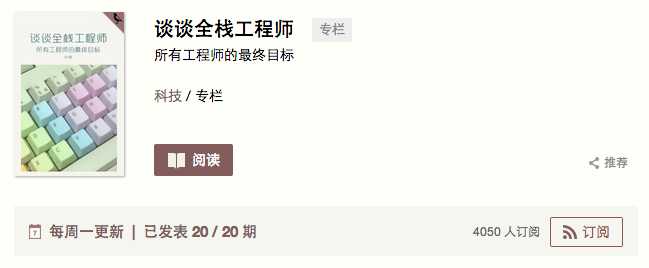 谈谈全栈工程师
所有工程师的最终目标
谈谈全栈工程师 专栏
所有工程师的最终目标
科技 / 专栏
阅读
推荐
7 每周一更新 | 已发表 20 / 20 期 4050 人订阅 订阅